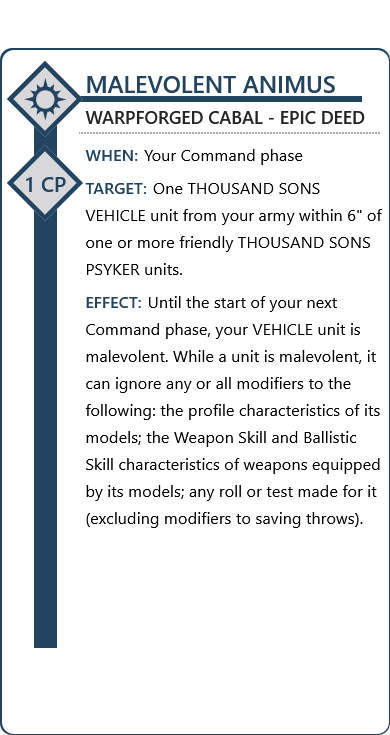 MALEVOLENT ANIMUS
WARPFORGED CABAL - EPIC DEED
WHEN: Your Command phase
1 CP
TARGET: One THOUSAND SONS
VEHICLE unit from your army within 6" of
one or more friendly THOUSAND SONS
PSYKER units.
EFFECT: Until the start of your next
Command phase, your VEHICLE unit is
malevolent. While a unit is malevolent, it
can ignore any or all modifiers to the
following: the profile characteristics of its
models; the Weapon Skill and Ballistic
Skill characteristics of weapons equipped
by its models; any roll or test made for it
(excluding modifiers to saving throws).